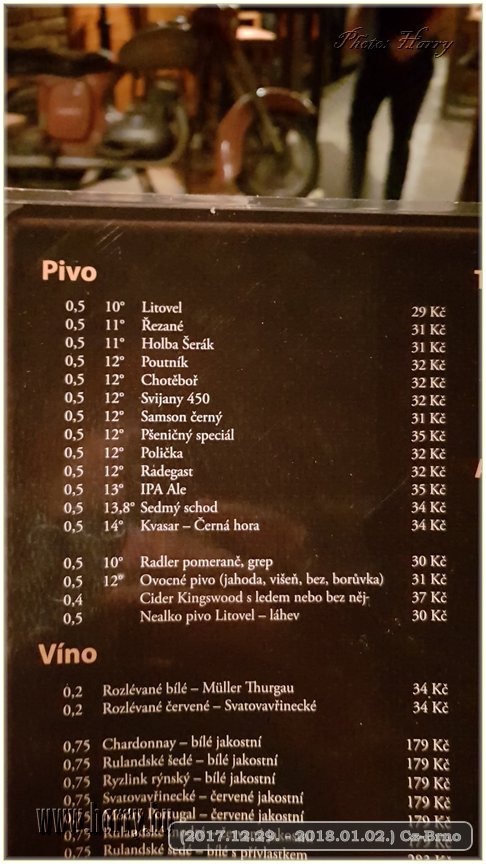 Photo: Harry
Pivo
0,5 10° Litovel 29 Kč
0,5 11° Řezané 31 Kč
0,5 11° Holba Šerák 31 Kč
0,5 12° Poutník 32 Kč
0,5 12° Chotěboř 32 Kč
0,5 12° Svijany 450 32 Kč
0,5 12° Samson černý 31 Kč
0,5 12° Pšeničný speciál 35 Kč
0,5 12° Polička 32 Kč
0,5 12° Radegast 32 Kč
0,5 13° IPA Ale 35 Kč
0,5 13,8° Sedmý schod 34 Kč
0,5 14° Kvasar – Černá hora 34 Kč
0,5 10° Radler pomeranč, grep 30 Kč
0,5 12° Ovocné pivo (jahoda, višeň, bez, borůvka) 31 Kč
0,4 Cider Kingswood s ledem nebo bez něj 37 Kč
0,5 Nealko pivo Litovel – láhev 30 Kč
Víno
0,2 Rozlévané bílé – Müller Thurgau 34 Kč
0,2 Rozlévané červené – Svatovavřinecké 34 Kč
0,75 Chardonnay – bílé jakostní 179 Kč
0,75 Rulandské šedé – bílé jakostní 179 Kč
0,75 Ryzlink rýnský – bílé jakostní 179 Kč
0,75 Svatovavřinecké – červené jakostní 179 Kč
– červené jakostní 179 Kč
www.harry.hu
(2017.12.29. - 2018.01.02.) Cz-Brno
0,75 Rulandské šedé – bílé s přívlastkem